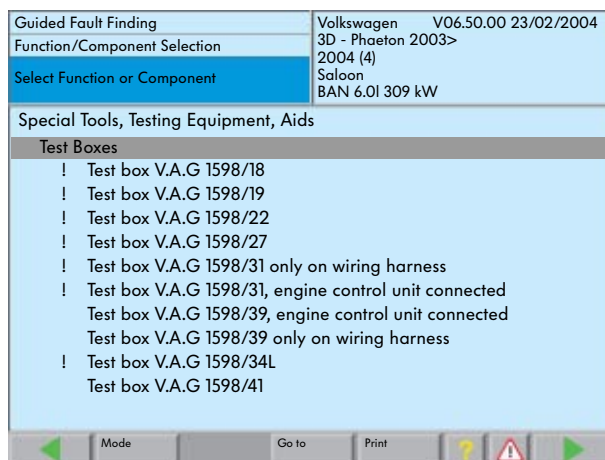 Guided Fault Finding
Function/Component Selection
Select Function or Component
Volkswagen V06.50.00 23/02/2004
3D - Phaeton 2003>
2004 (4)
Saloon
BAN 6.0l 309 kW
Special Tools, Testing Equipment, Aids
Test Boxes
! Test box V.A.G 1598/18
! Test box V.A.G 1598/19
! Test box V.A.G 1598/22
! Test box V.A.G 1598/27
! Test box V.A.G 1598/31 only on wiring harness
! Test box V.A.G 1598/31, engine control unit connected
Test box V.A.G 1598/39, engine control unit connected
Test box V.A.G 1598/39 only on wiring harness
! Test box V.A.G 1598/34L
Test box V.A.G 1598/41
Mode Go to Print ? !